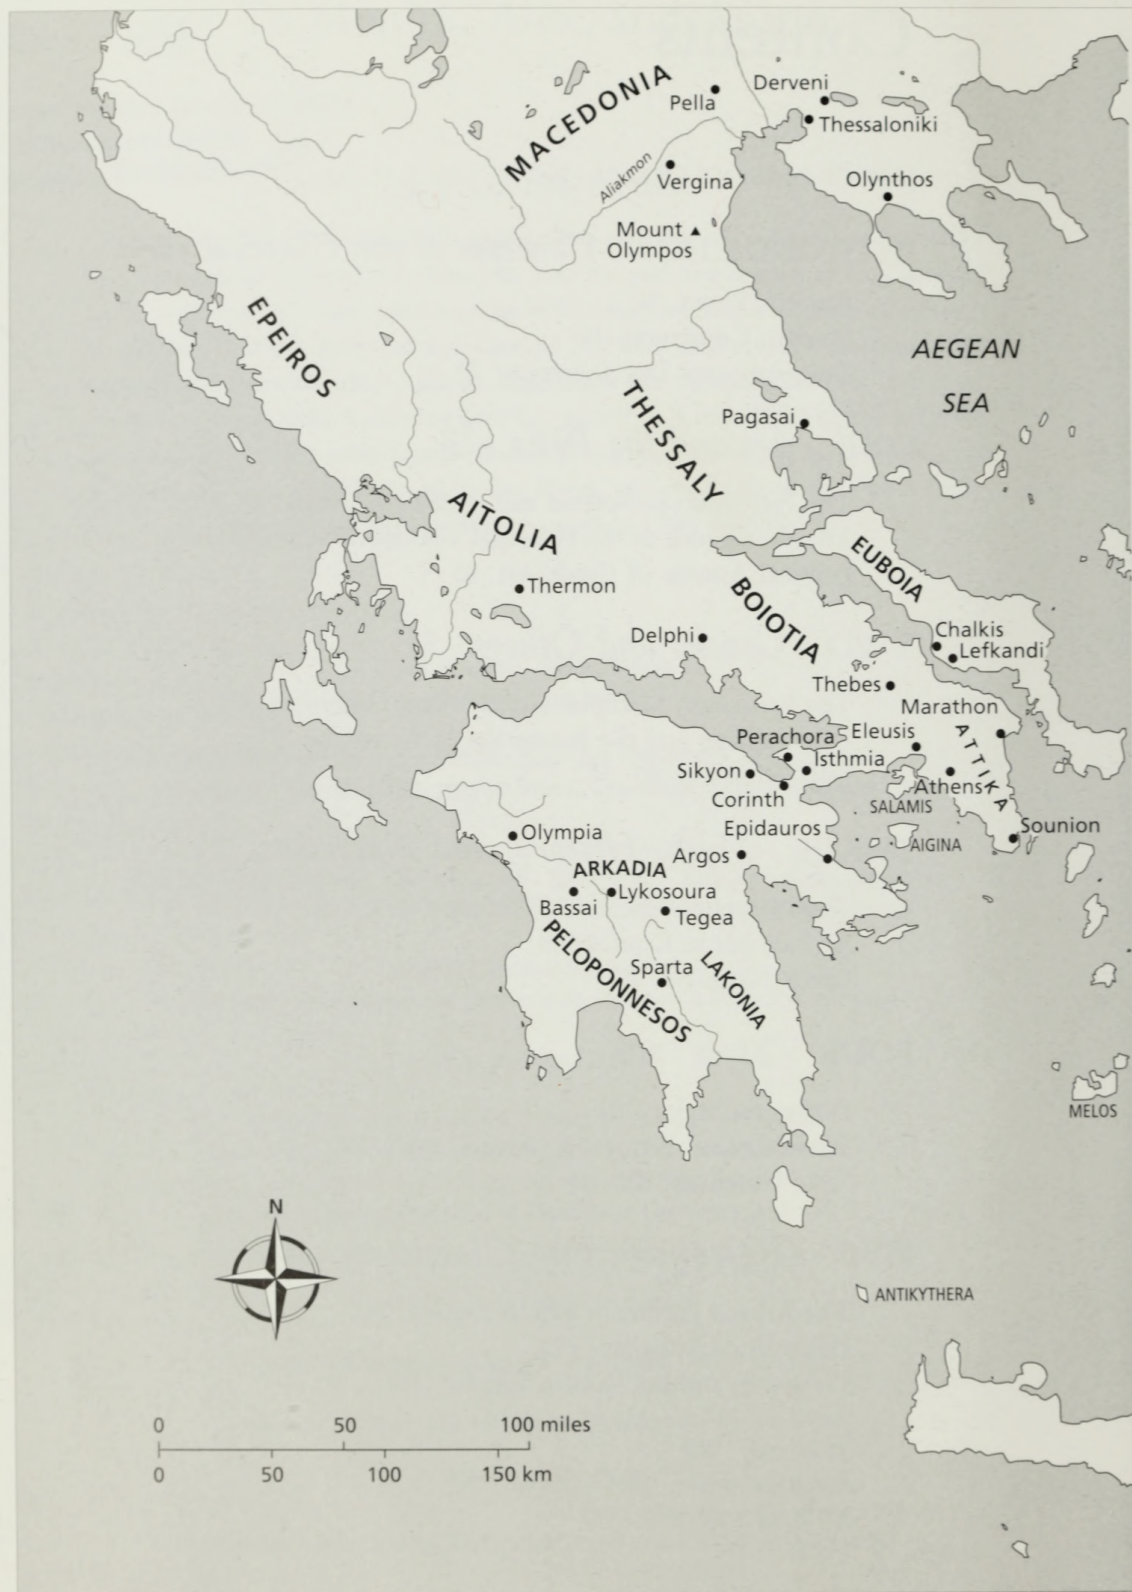 MACEDONIA
Pella
Derveni
Thessaloniki
Aliakmon
Vergina
Olynthos
Mount
Olympos
EPEIROS
AEGEAN
SEA
THESSALY
Pagasai
AITOLIA
Thermon
EUBOIA
BOIOTIA
Delphi
Chalkis
Lefkandi
Thebes
Marathon
ATTIKA
Perachora
Eleusis
Isthmia
Sikyon
Corinth
Athens
SALAMIS
Epidauros
Sounion
AIGINA
Olympia
Argos
ARKADIA
Lykosoura
Bassai
Tegea
PELOPONNESOS
Sparta
LAKONIA
MELOS
N
ANTIKYTHERA
0 50 100 miles
0 50 100 150 km